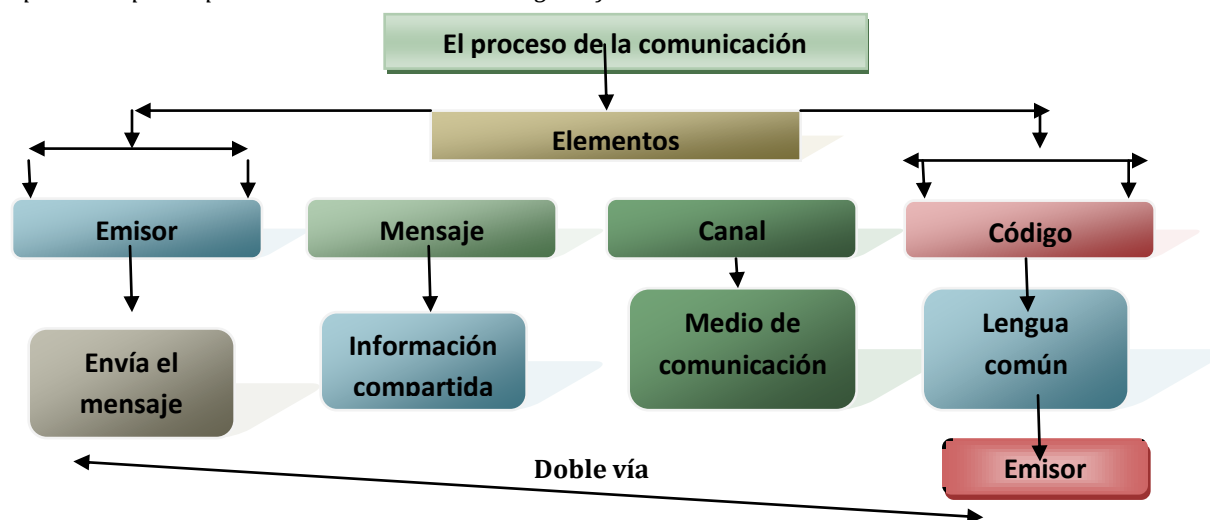 El proceso de la comunicación
Elementos
Emisor
Mensaje
Canal
Código
Envía el
mensaje
Información
compartida
Medio de
comunicación
Lengua
común
Doble vía
Emisor